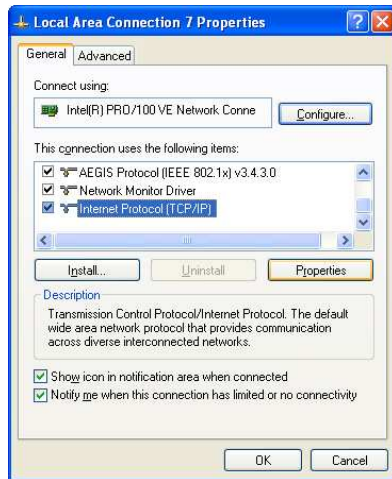 Local Area Connection 7 Properties
General Advanced
Connect using:
Intel(R) PRO/100 VE Network Conne
Configure...
This connection uses the following items:
AEGIS Protocol (IEEE 802.1x) v3.4.3.0
Network Monitor Driver
Internet Protocol (TCP/IP)
Install... Uninstall Properties
Description
Transmission Control Protocol/Internet Protocol. The default
wide area network protocol that provides communication
across diverse interconnected networks.
Show icon in notification area when connected
Notify me when this connection has limited or no connectivity
OK Cancel